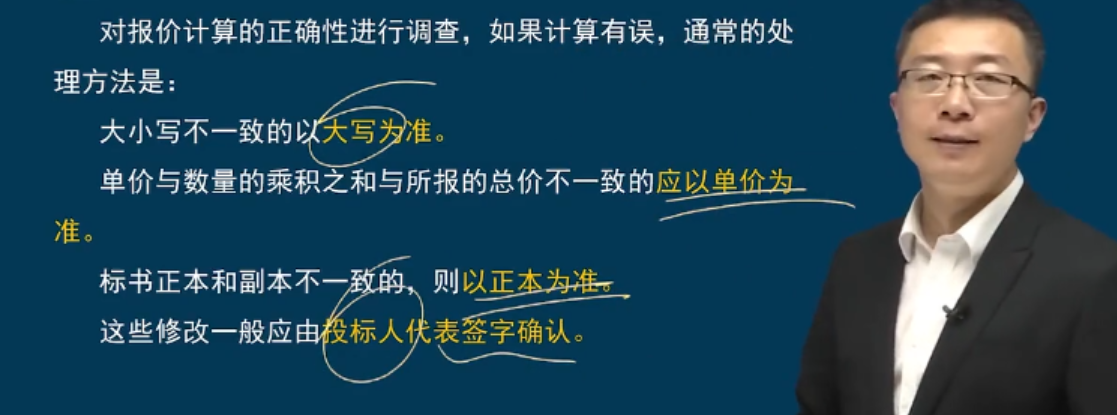 对报价计算的正确性进行调查，如果计算有误，通常的处
理方法是：
大小写不一致的以大写为准。
单价与数量的乘积之和与所报的总价不一致的应以单价为
准。
标书正本和副本不一致的，则以正本为准。
这些修改一般应由投标人代表签字确认。